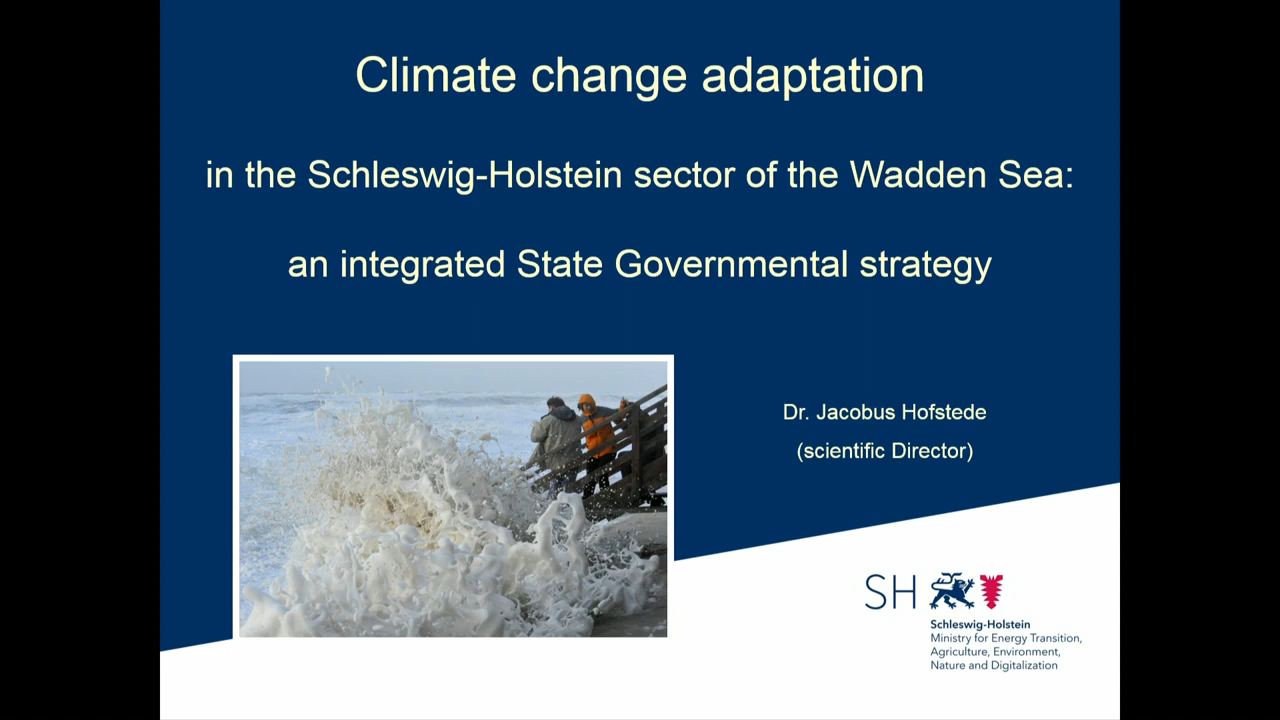 Climate change adaptation
in the Schleswig-Holstein sector of the Wadden Sea:
an integrated State Governmental strategy
Dr. Jacobus Hofstede
(scientific Director)
SH
Schleswig-Holstein
Ministry for Energy Transition,
Agriculture, Environment,
Nature and Digitalization